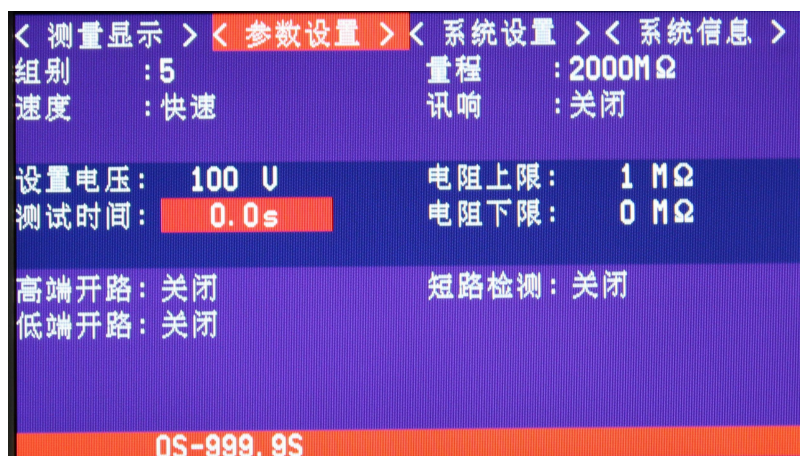 < 测量显示 > < 参数设置 > < 系统设置 > < 系统信息 >
组别 :5 量程 :2000MΩ
速度 :快速 讯响 :关闭
设置电压: 100 V 电阻上限: 1 MΩ
测试时间: 0.0s 电阻下限: 0 MΩ
高端开路:关闭 短路检测:关闭
低端开路:关闭
0S-999.9S